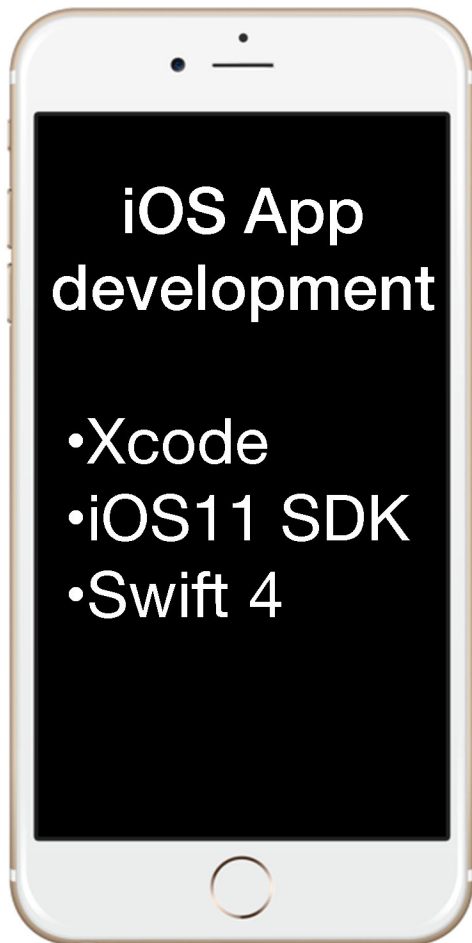 iOS App
development
•Xcode
•iOS11 SDK
•Swift 4